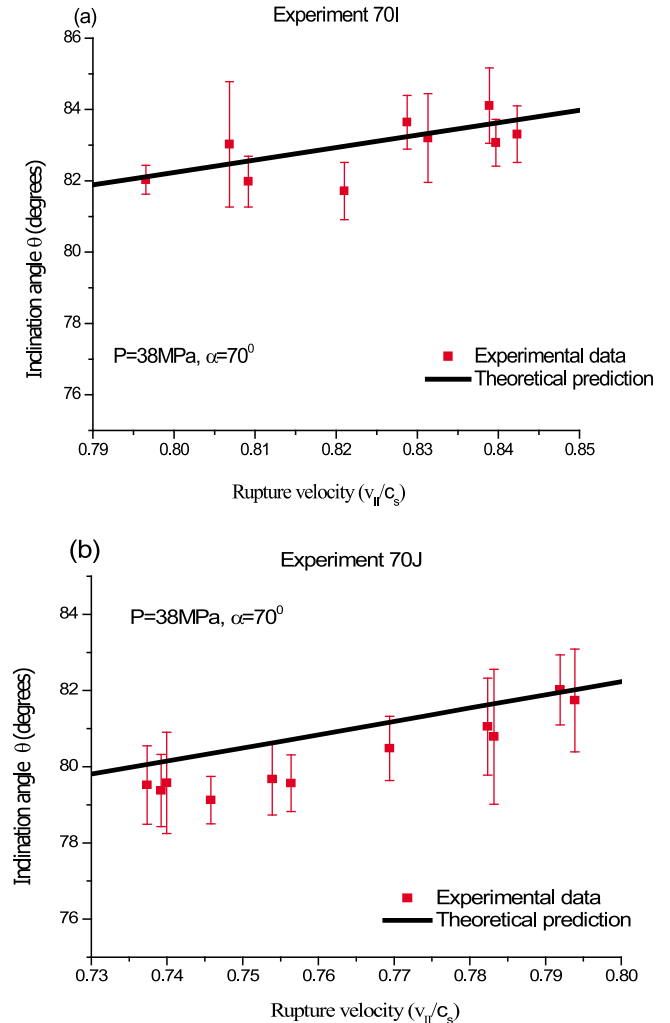 (a)
Experiment 70I
86
84
82
80
78
76
Inclination angle θ (degrees)
P=38MPa, α=70⁰
Experimental data
Theoretical prediction
0.79 0.80 0.81 0.82 0.83 0.84 0.85
Rupture velocity (v_II/c_s)
(b)
Experiment 70J
84
82
80
78
76
Inclination angle θ (degrees)
P=38MPa, α=70⁰
Experimental data
Theoretical prediction
0.73 0.74 0.75 0.76 0.77 0.78 0.79 0.80
Rupture velocity (v_II/c_s)